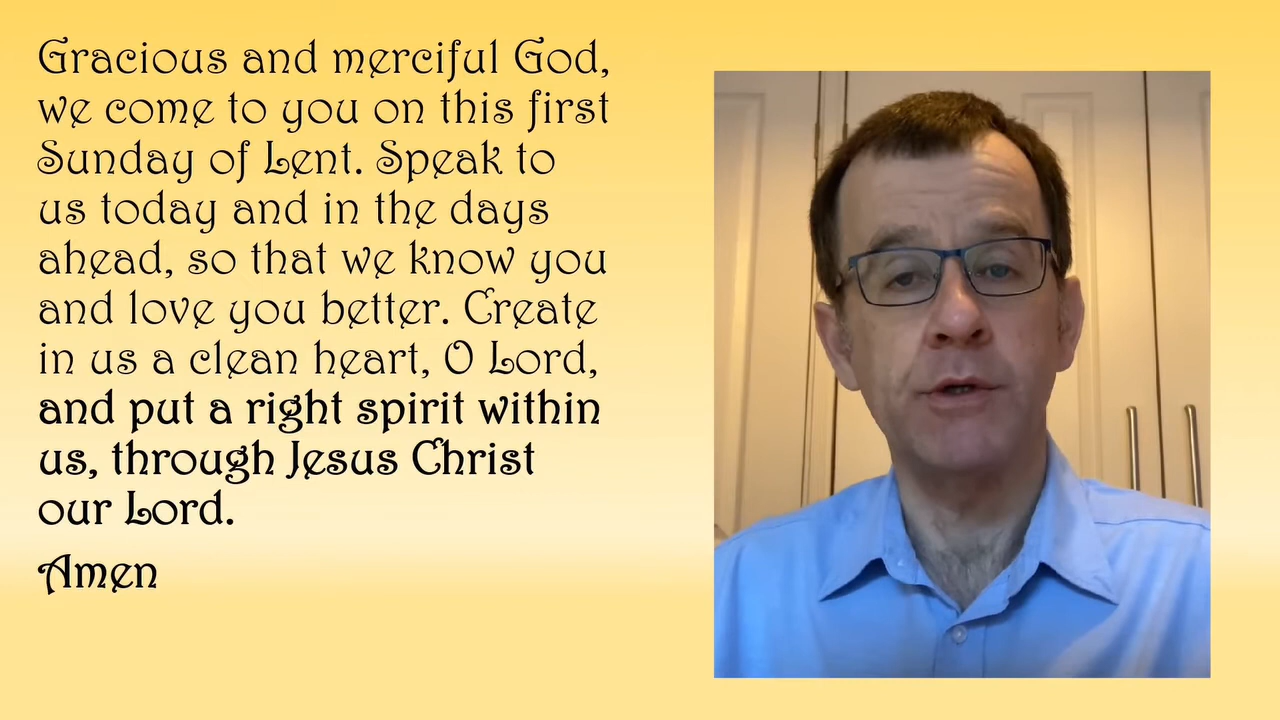 Gracious and merciful God,
we come to you on this first
Sunday of Lent. Speak to
us today and in the days
ahead, so that we know you
and love you better. Create
in us a clean heart, O Lord,
and put a right spirit within
us, through Jesus Christ
our Lord.
Amen